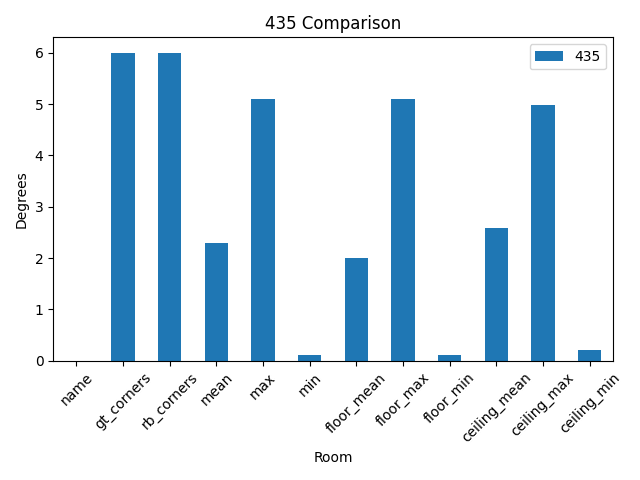 435 Comparison
435
Degrees
6
5
4
3
2
1
0
name
gt_corners
rb_corners
mean
max
min
floor_mean
floor_max
floor_min
ceiling_mean
ceiling_max
ceiling_min
Room